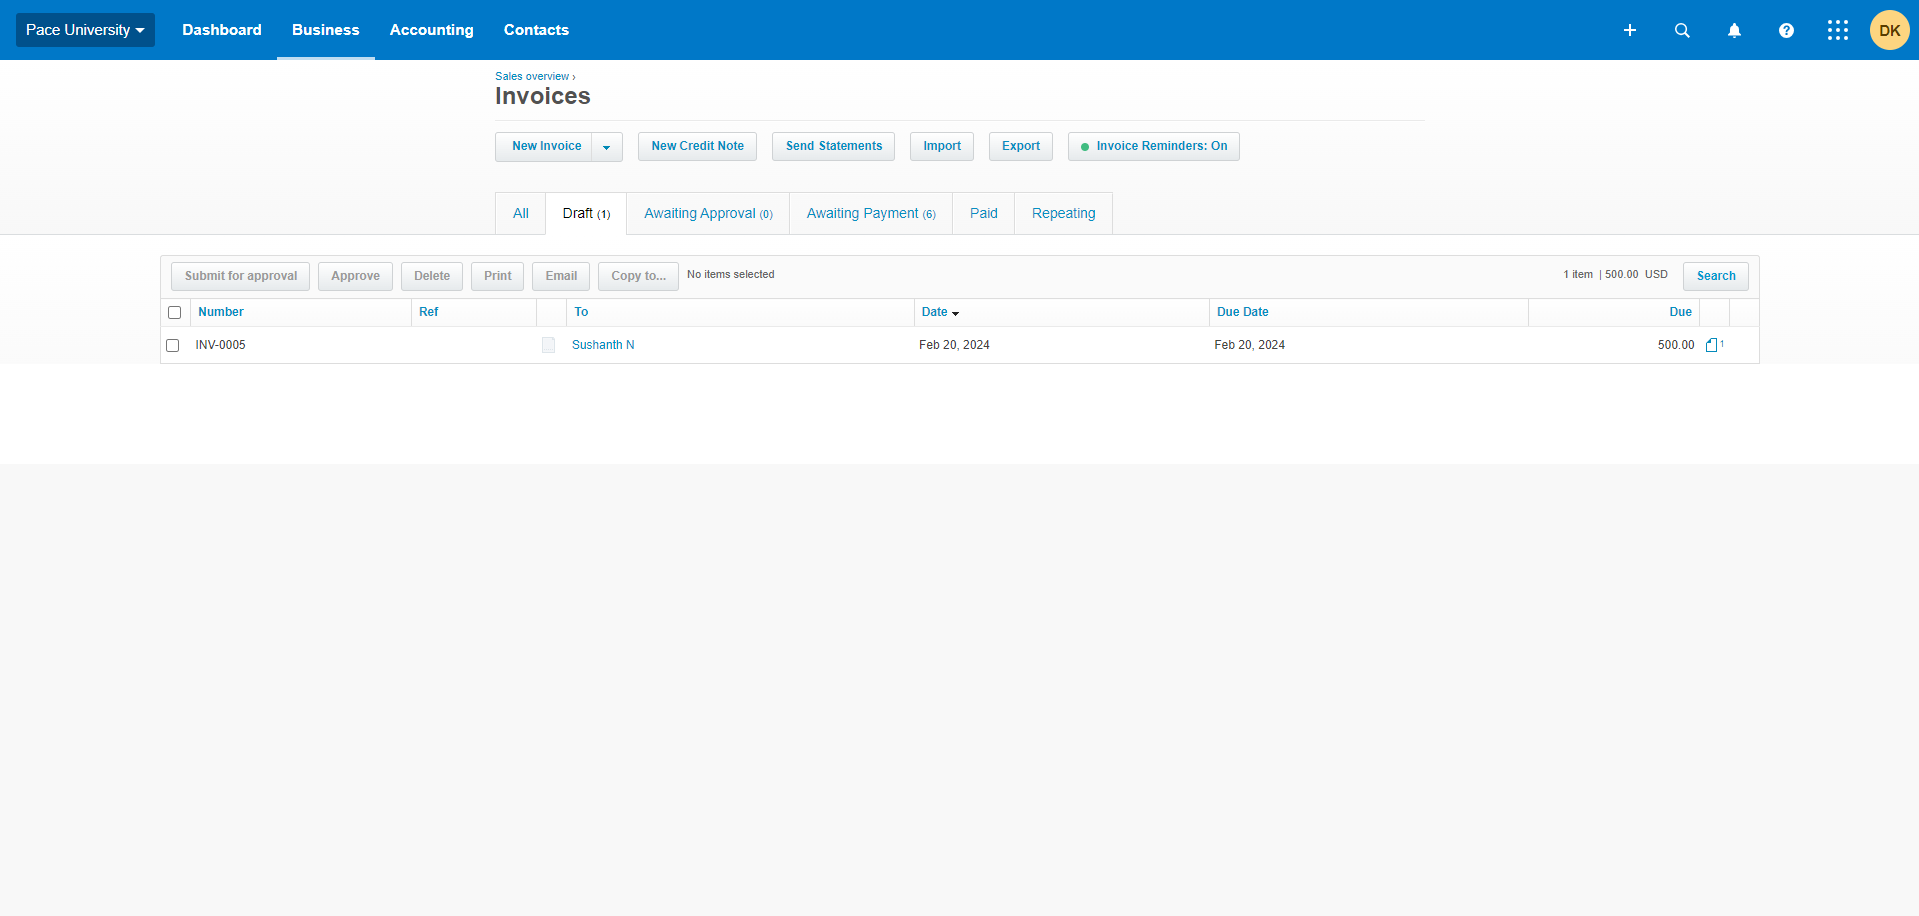 Pace University
Dashboard
Business
Accounting
Contacts
DK
Sales overview ›
Invoices
New Invoice
New Credit Note
Send Statements
Import
Export
Invoice Reminders: On
All
Draft (1)
Awaiting Approval (0)
Awaiting Payment (6)
Paid
Repeating
Submit for approval
Approve
Delete
Print
Email
Copy to...
No items selected
1 item | 500.00 USD
Search
Number
Ref
To
Date
Due Date
Due
INV-0005
Sushanth N
Feb 20, 2024
Feb 20, 2024
500.00
1